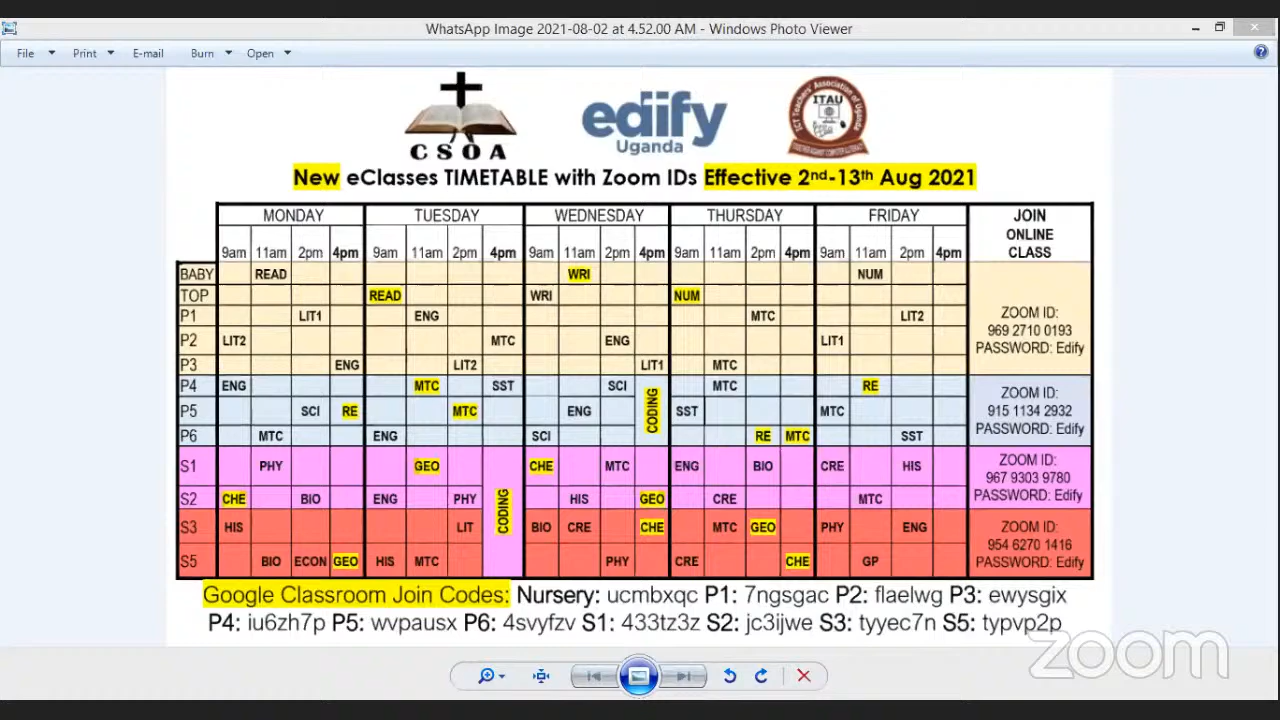 WhatsApp Image 2021-08-02 at 4.52.00 AM - Windows Photo Viewer
File Print E-mail Burn Open
CSOA
edify
Uganda
ICT Teachers' Association of Uganda
ITAU
New eClasses TIMETABLE with Zoom IDs Effective 2nd-13th Aug 2021
MONDAY TUESDAY WEDNESDAY THURSDAY FRIDAY JOIN ONLINE CLASS
9am 11am 2pm 4pm 9am 11am 2pm 4pm 9am 11am 2pm 4pm 9am 11am 2pm 4pm 9am 11am 2pm 4pm
BABY READ WRI NUM
TOP READ WRI NUM
P1 LIT1 ENG MTC LIT2
P2 LIT2 MTC ENG LIT1
P3 ENG LIT2 LIT1 MTC
ZOOM ID:
969 2710 0193
PASSWORD: Edify
P4 ENG MTC SST SCI CODING MTC RE
P5 SCI RE MTC ENG SST MTC
P6 MTC ENG SCI RE MTC SST
ZOOM ID:
915 1134 2932
PASSWORD: Edify
S1 PHY GEO CODING CHE MTC ENG BIO CRE HIS
S2 CHE BIO ENG PHY HIS GEO CRE MTC
ZOOM ID:
967 9303 9780
PASSWORD: Edify
S3 HIS LIT BIO CRE CHE MTC GEO PHY ENG
S5 BIO ECON GEO HIS MTC PHY CRE CHE GP
ZOOM ID:
954 6270 1416
PASSWORD: Edify
Google Classroom Join Codes: Nursery: ucmbxqc P1: 7ngsgac P2: flaelwg P3: ewysgix
P4: iu6zh7p P5: wvpausx P6: 4svyfzv S1: 433tz3z S2: jc3ijwe S3: tyyec7n S5: typvp2p
zoom